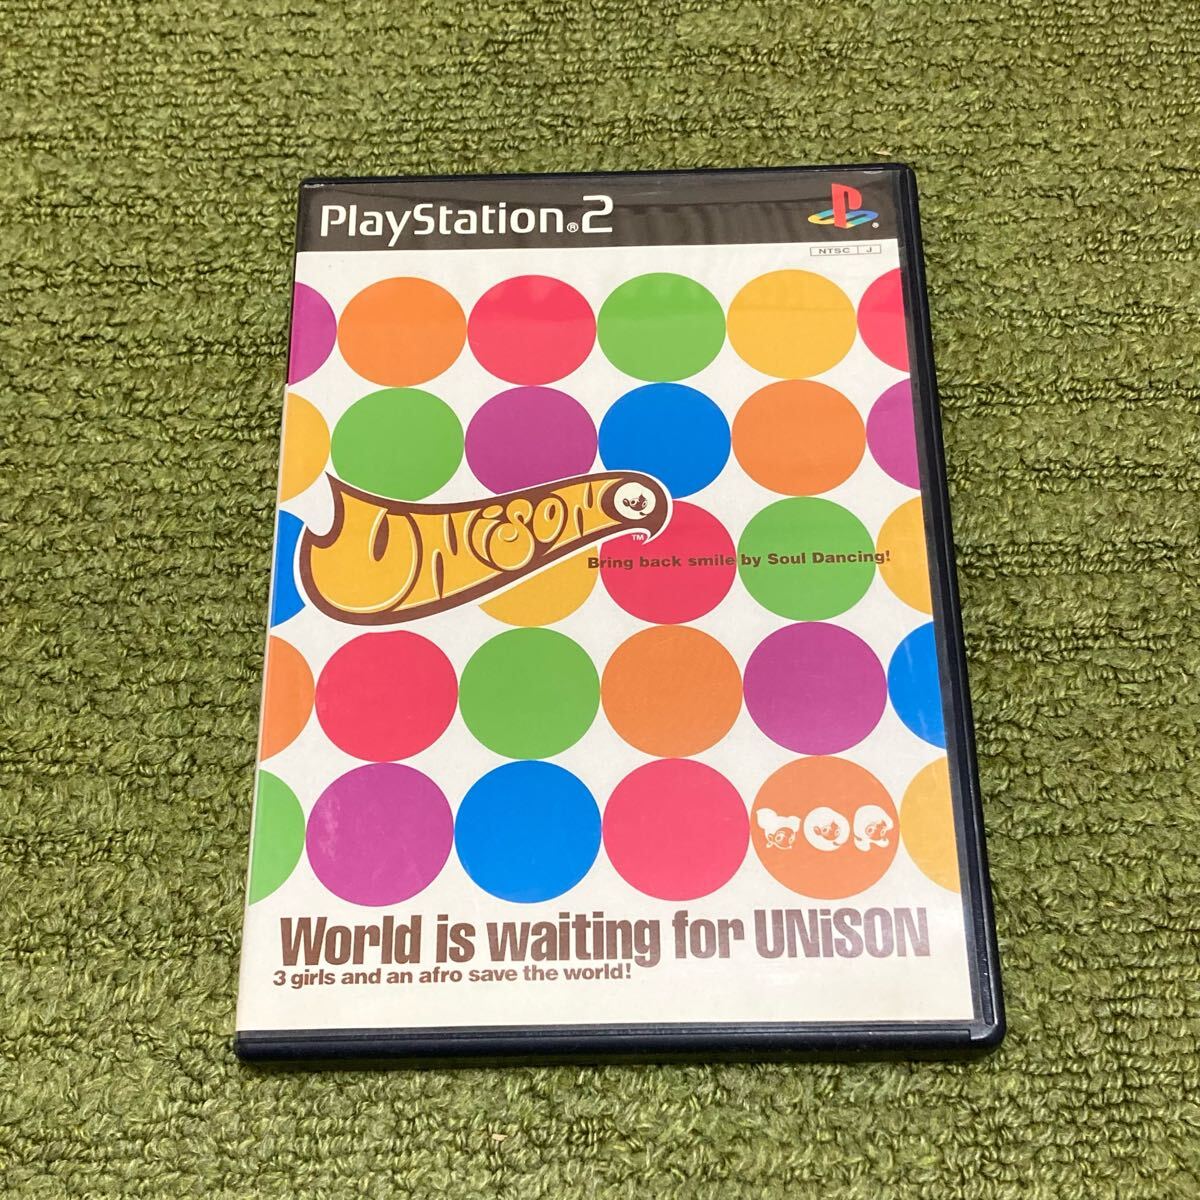 PlayStation®2
NTSC J
UNiSON
TM
Bring back smile by Soul Dancing!
World is waiting for UNiSON
3 girls and an afro save the world!